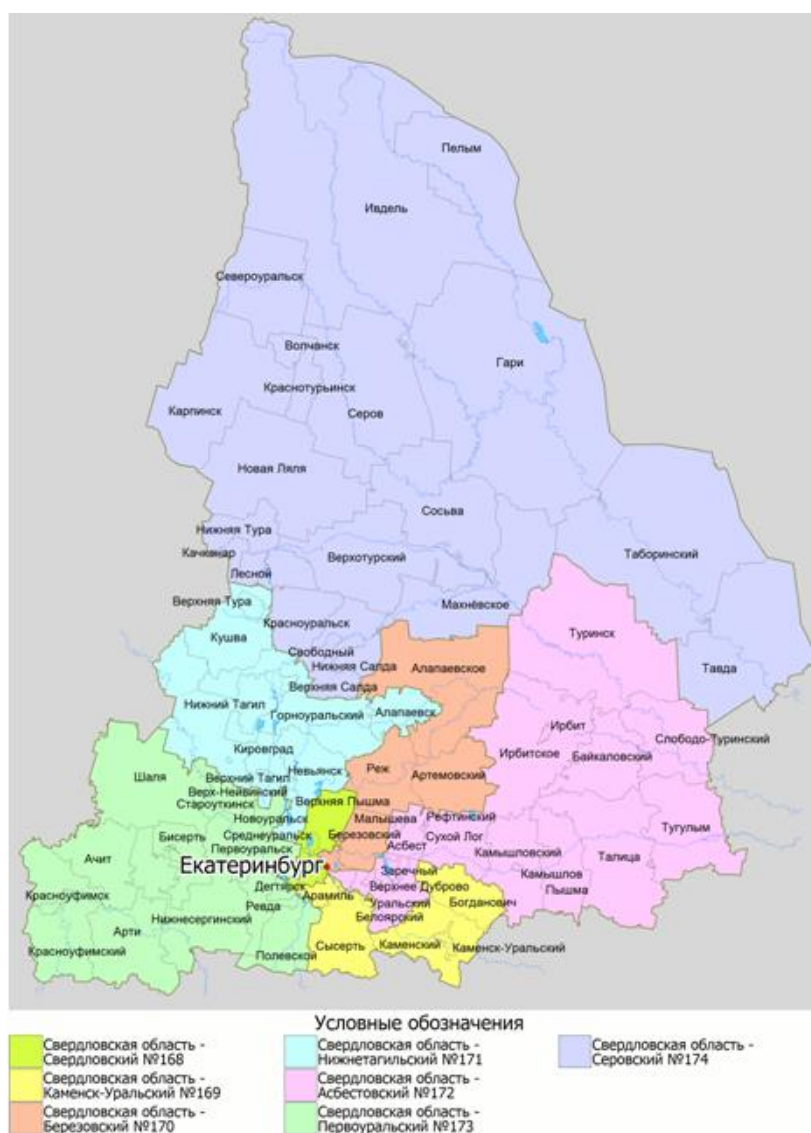 Пелым
Ивдель
Североуральск
Волчанск
Гари
Краснотурьинск
Карпинск
Серов
Новая Ляля
Сосьва
Нижняя Тура
Качканар
Верхотурский
Таборинский
Лесной
Верхняя Тура
Махнёвское
Красноуральск
Туринск
Кушва
Свободный
Нижняя Салда
Алапаевское
Тавда
Верхняя Салда
Нижний Тагил
Горноуральский
Алапаевск
Ирбит
Слободо-Туринский
Кировград
Ирбитское
Байкаловский
Невьянск
Реж
Артемовский
Шаля
Верхний Тагил
Верх-Нейвинский
Староуткинск
Верхняя Пышма
Новоуральск
Малышева
Рефтинский
Тугулым
Бисерть
Среднеуральск
Березовский
Сухой Лог
Первоуральск
Асбест
Ачит
Камышловский
Екатеринбург
Заречный
Талица
Камышлов
Красноуфимск
Дегтярск
Верхнее Дуброво
Пышма
Арамиль
Ревда
Уральский
Богданович
Нижнесергинский
Белоярский
Арти
Красноуфимский
Сысерть
Каменский
Каменск-Уральский
Полевской
Условные обозначения
Свердловская область -
Свердловский №168
Свердловская область -
Каменск-Уральский №169
Свердловская область -
Березовский №170
Свердловская область -
Нижнетагильский №171
Свердловская область -
Асбестовский №172
Свердловская область -
Первоуральский №173
Свердловская область -
Серовский №174